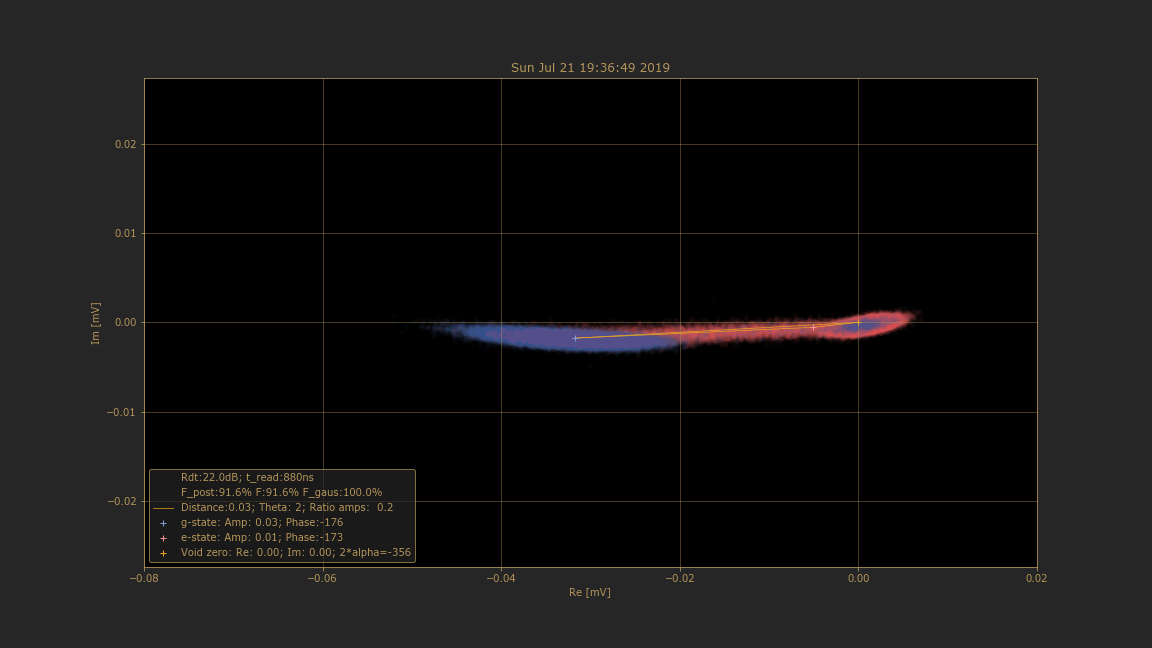 Sun Jul 21 19:36:49 2019
0.02
0.01
0.00
−0.01
−0.02
Im [mV]
Rdt:22.0dB; t_read:880ns
F_post:91.6% F:91.6% F_gaus:100.0%
Distance:0.03; Theta: 2; Ratio amps:  0.2
g-state: Amp: 0.03; Phase:-176
e-state: Amp: 0.01; Phase:-173
Void zero: Re: 0.00; Im: 0.00; 2*alpha=-356
−0.08 −0.06 −0.04 −0.02 0.00 0.02
Re [mV]